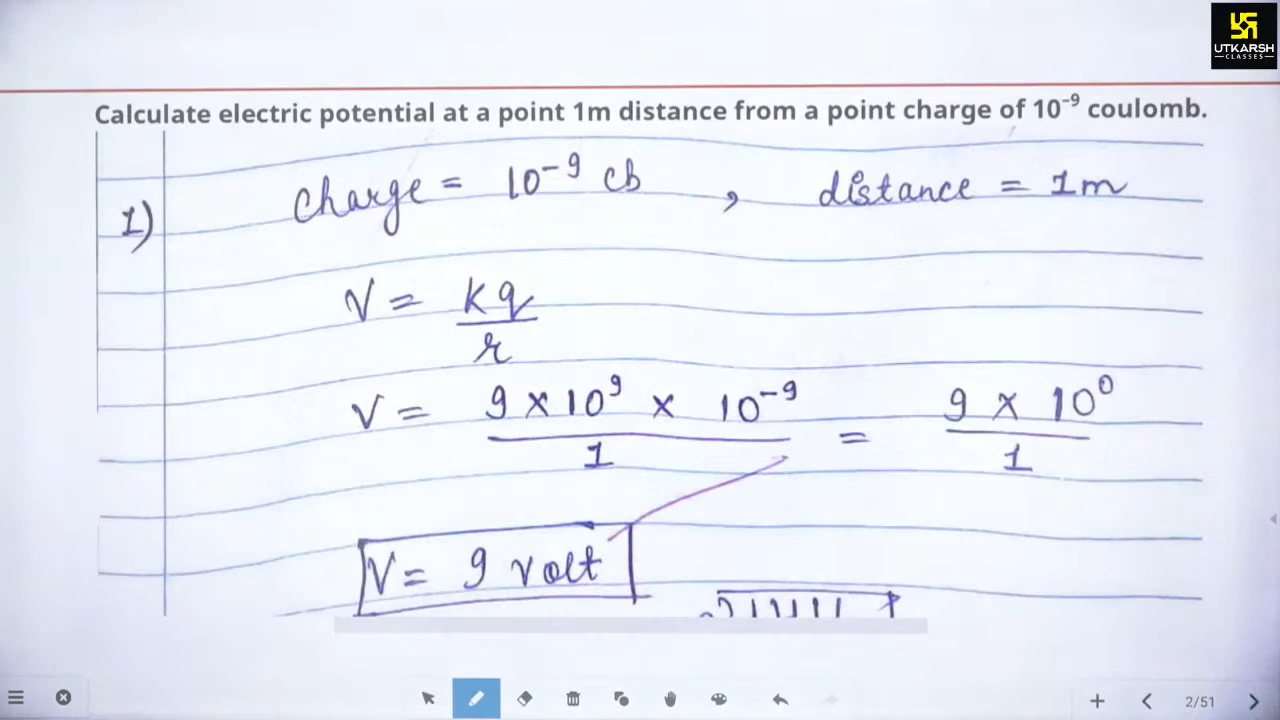 UTKARSH
CLASSES
Calculate electric potential at a point 1m distance from a point charge of 10⁻⁹ coulomb.
1) charge = 10⁻⁹ cb , distance = 1m
V = kq/r
V = 9 × 10⁹ × 10⁻⁹ / 1 = 9 × 10⁰ / 1
V = 9 volt
2/51